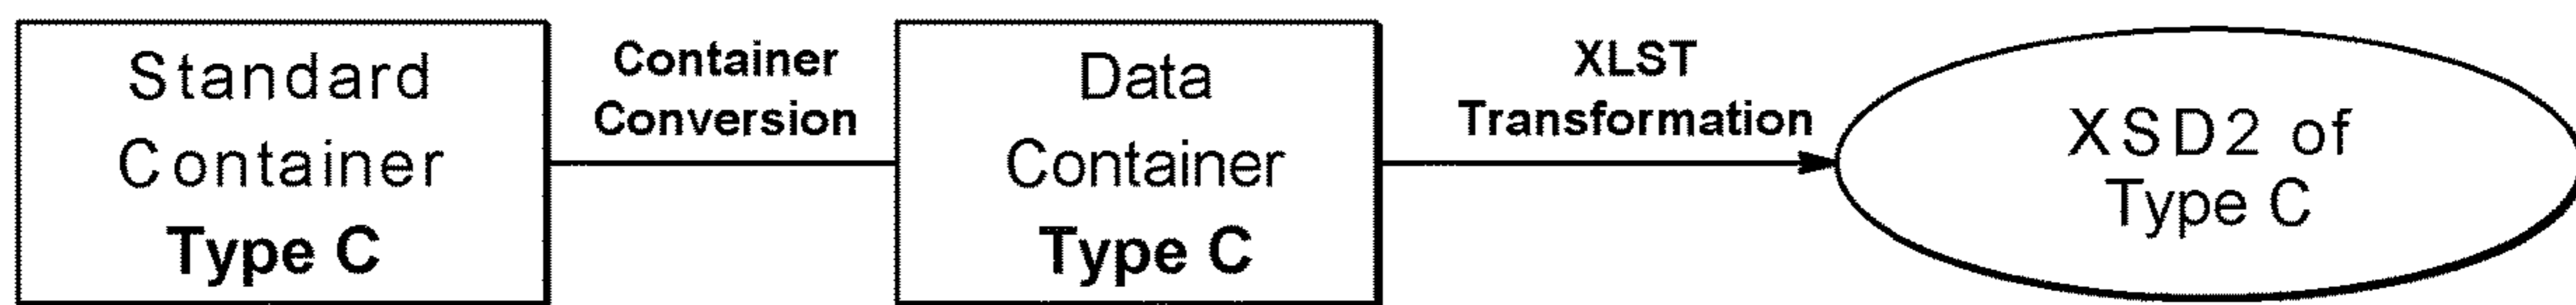 Standard
Container
Type C
Container
Conversion
Data
Container
Type C
XLST
Transformation
XSD2 of
Type C